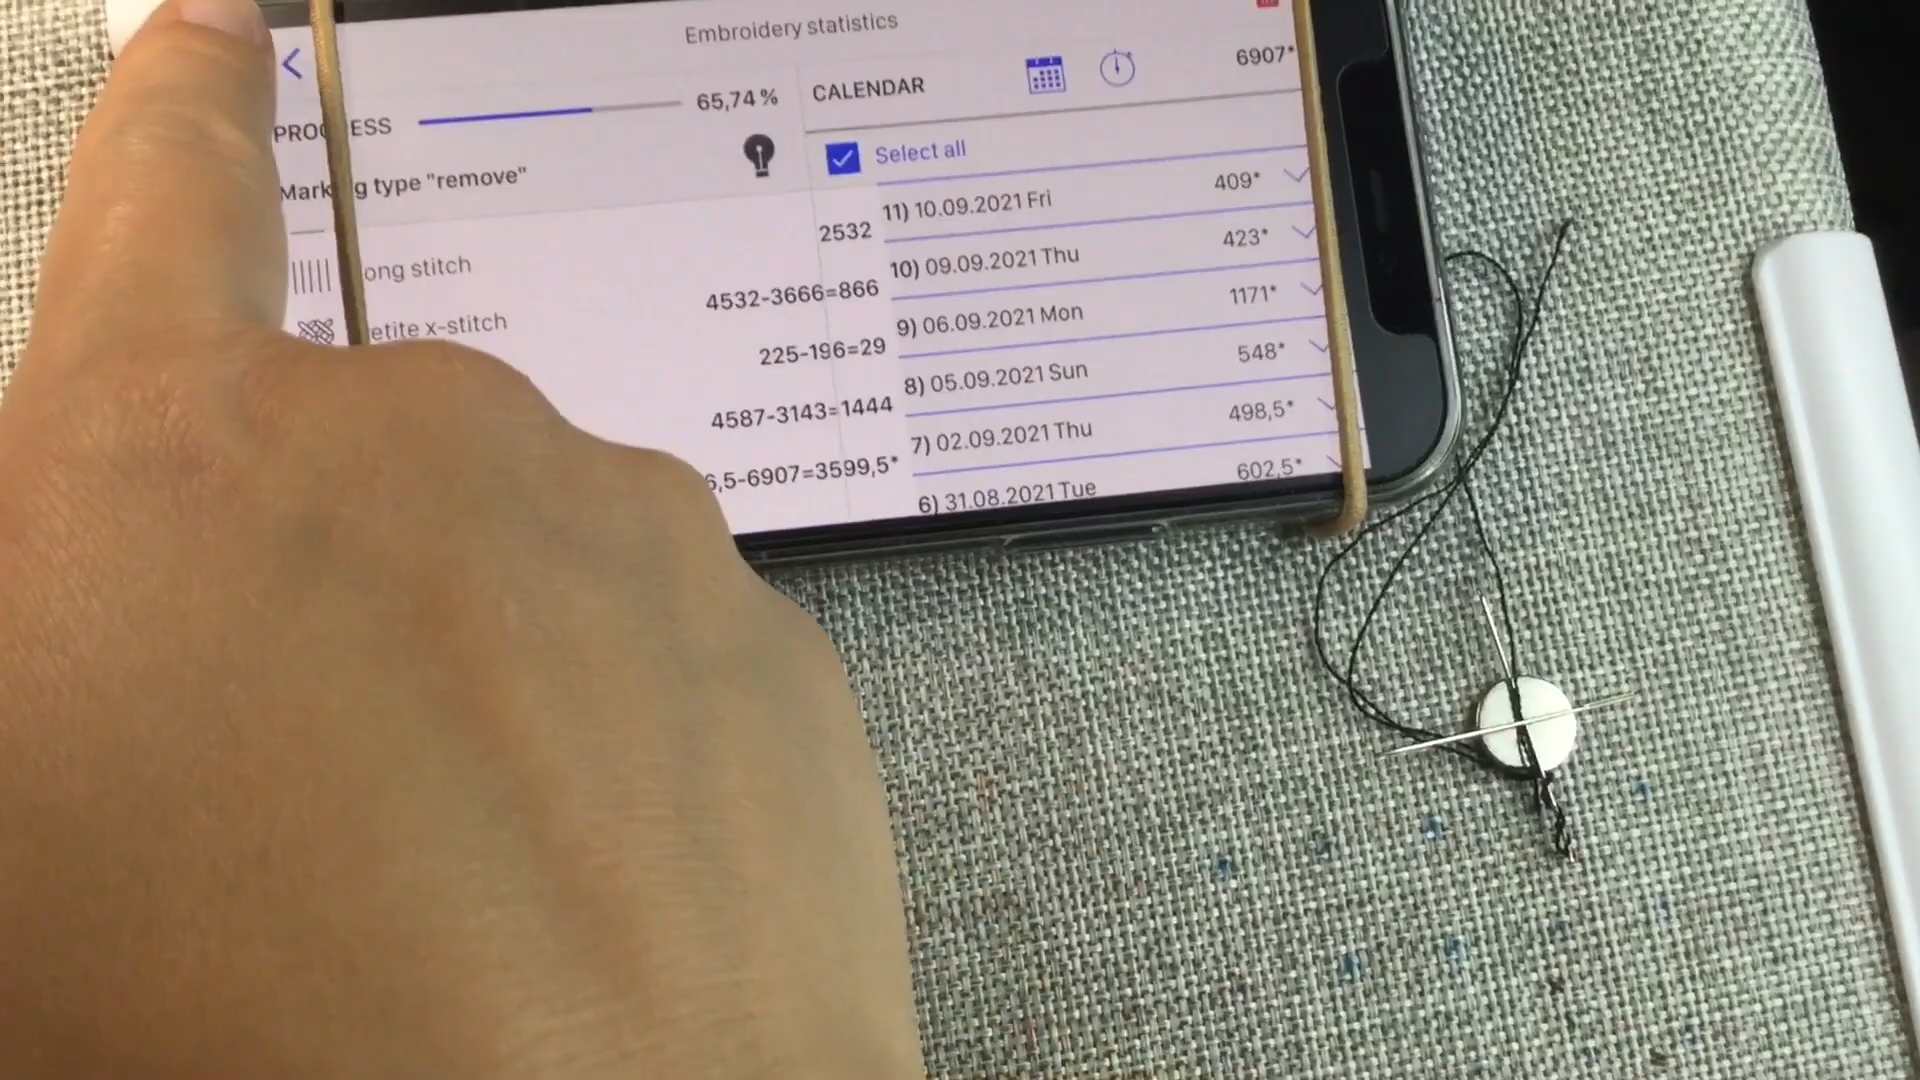 Embroidery statistics
PROGRESS 65,74%
Marking type "remove"
2532
ong stitch
4532-3666=866
etite x-stitch
225-196=29
4587-3143=1444
6,5-6907=3599,5*
CALENDAR 6907*
Select all
11) 10.09.2021 Fri 409*
10) 09.09.2021 Thu 423*
9) 06.09.2021 Mon 1171*
8) 05.09.2021 Sun 548*
7) 02.09.2021 Thu 498,5*
6) 31.08.2021 Tue 602,5*